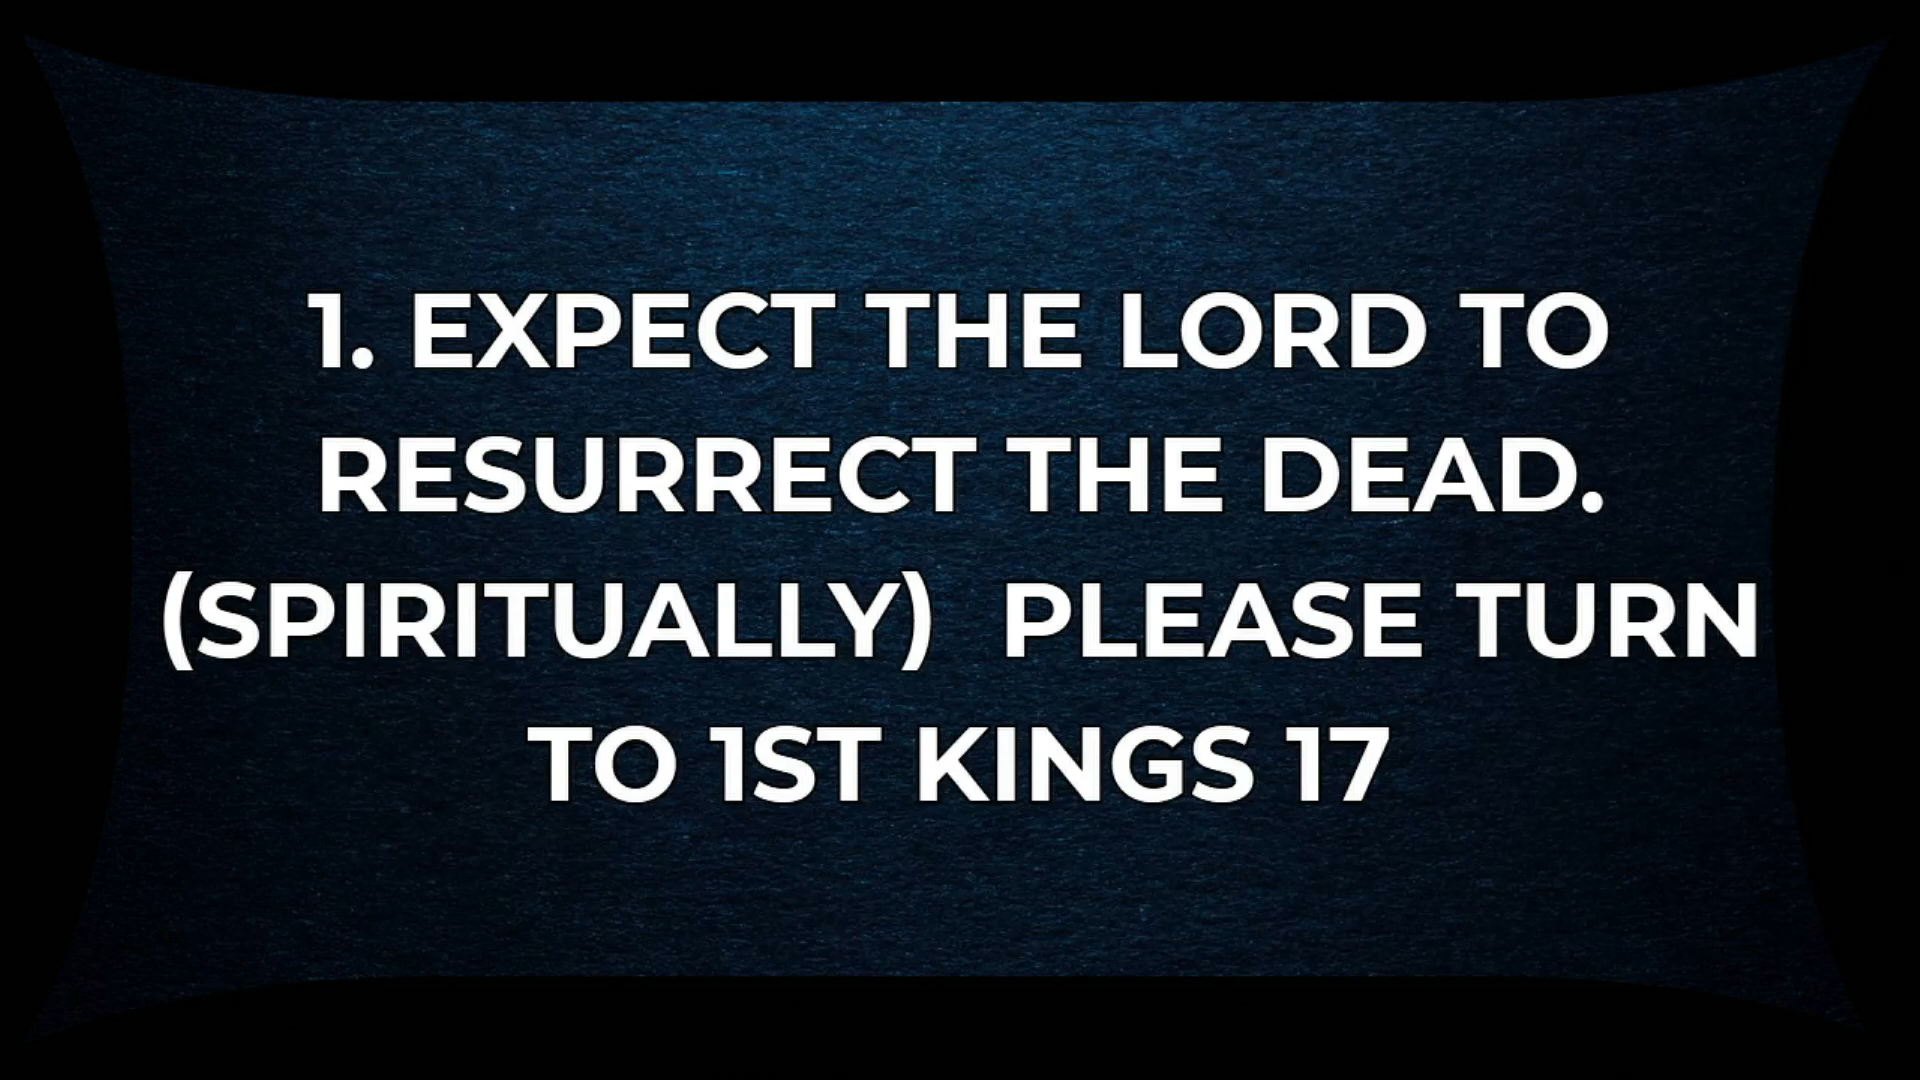 1. EXPECT THE LORD TO
RESURRECT THE DEAD.
(SPIRITUALLY)  PLEASE TURN
TO 1ST KINGS 17